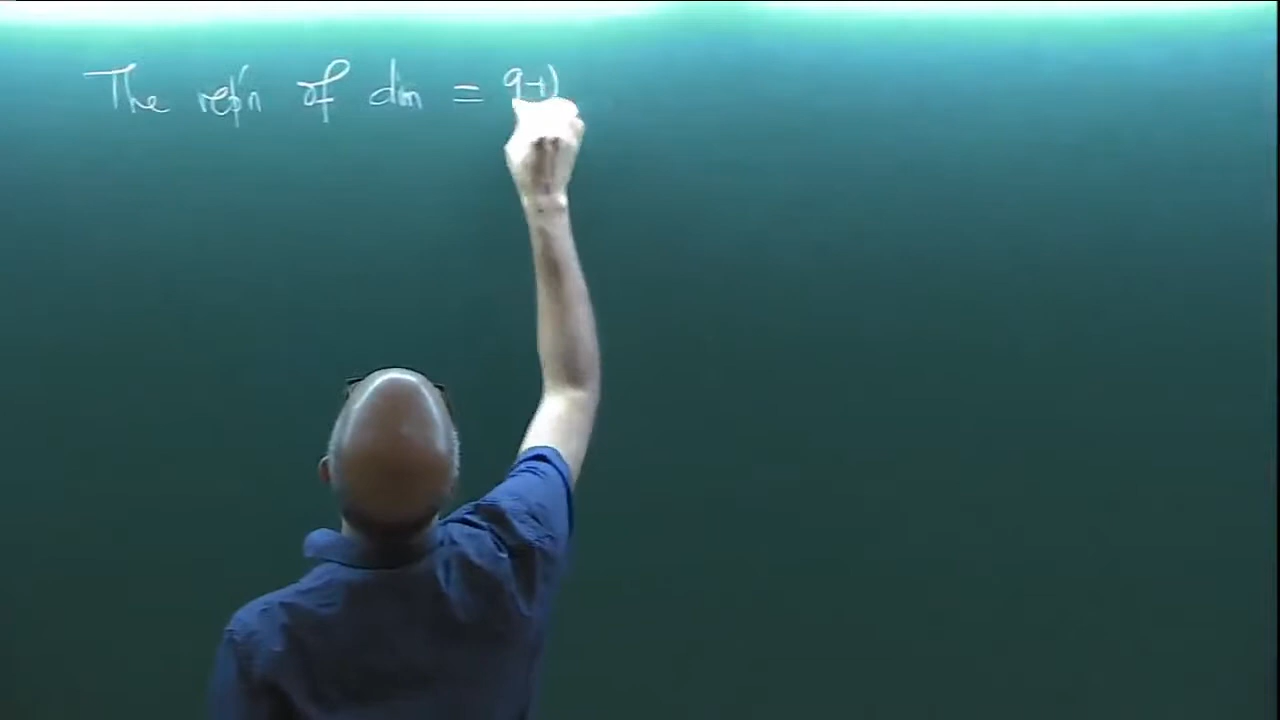 The rep'n of dim = q-1